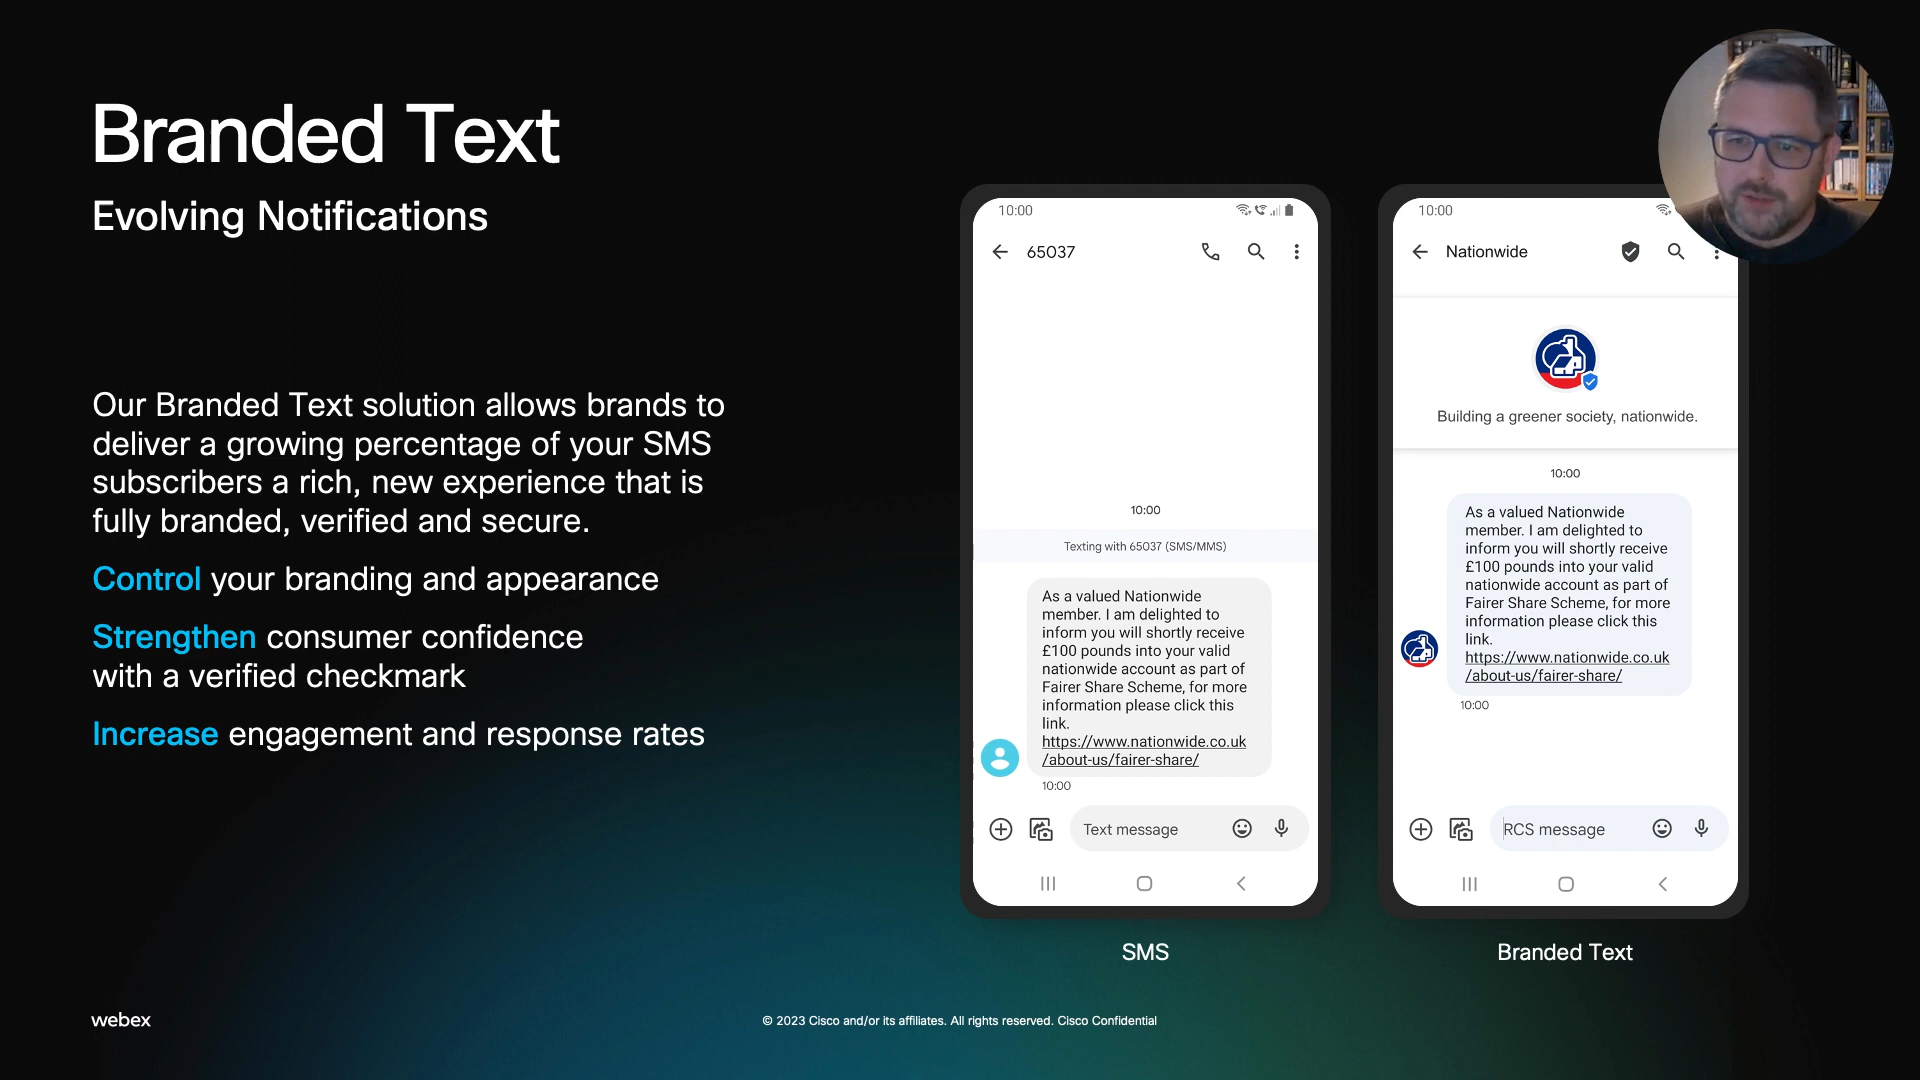 Branded Text
Evolving Notifications
Our Branded Text solution allows brands to
deliver a growing percentage of your SMS
subscribers a rich, new experience that is
fully branded, verified and secure.
Control your branding and appearance
Strengthen consumer confidence
with a verified checkmark
Increase engagement and response rates
10:00
65037
10:00
Texting with 65037 (SMS/MMS)
As a valued Nationwide
member. I am delighted to
inform you will shortly receive
£100 pounds into your valid
nationwide account as part of
Fairer Share Scheme, for more
information please click this
link.
https://www.nationwide.co.uk
/about-us/fairer-share/
10:00
Text message
SMS
10:00
Nationwide
Building a greener society, nationwide.
10:00
As a valued Nationwide
member. I am delighted to
inform you will shortly receive
£100 pounds into your valid
nationwide account as part of
Fairer Share Scheme, for more
information please click this
link.
https://www.nationwide.co.uk
/about-us/fairer-share/
10:00
RCS message
Branded Text
webex
© 2023 Cisco and/or its affiliates. All rights reserved. Cisco Confidential